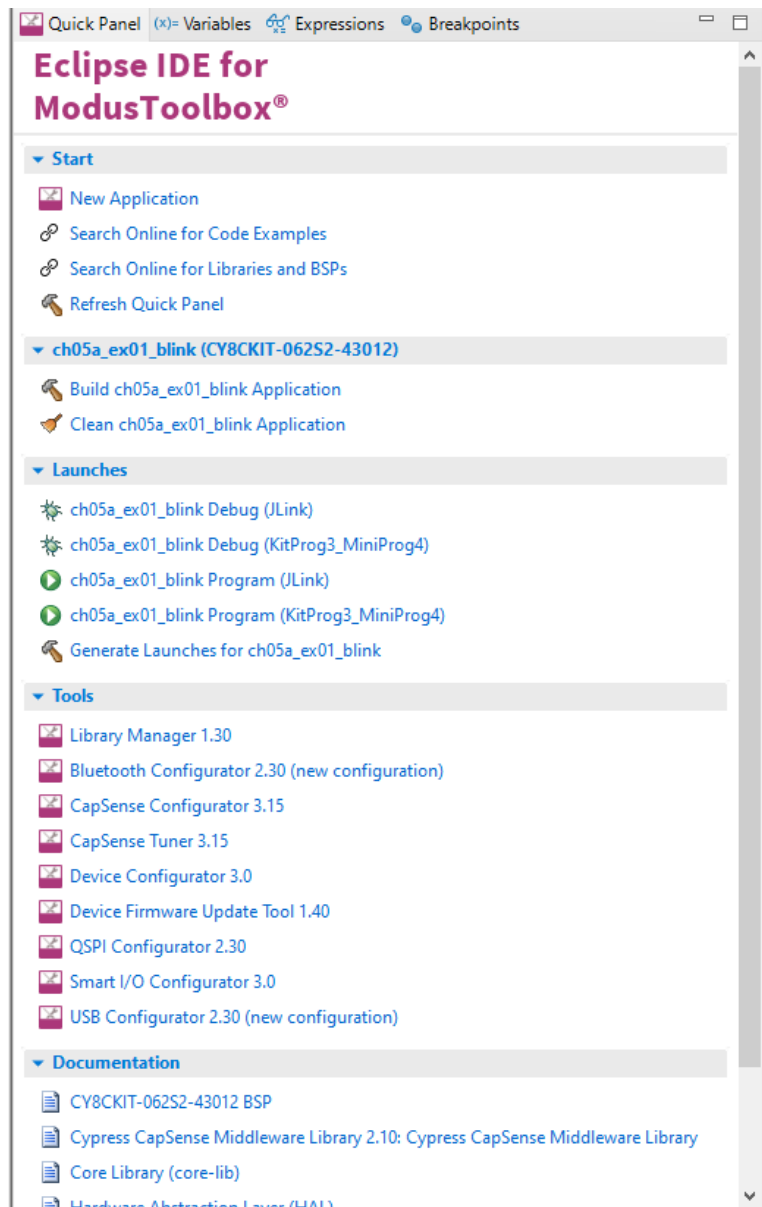 Quick Panel (x)= Variables Expressions Breakpoints
Eclipse IDE for
ModusToolbox®
Start
New Application
Search Online for Code Examples
Search Online for Libraries and BSPs
Refresh Quick Panel
ch05a_ex01_blink (CY8CKIT-062S2-43012)
Build ch05a_ex01_blink Application
Clean ch05a_ex01_blink Application
Launches
ch05a_ex01_blink Debug (JLink)
ch05a_ex01_blink Debug (KitProg3_MiniProg4)
ch05a_ex01_blink Program (JLink)
ch05a_ex01_blink Program (KitProg3_MiniProg4)
Generate Launches for ch05a_ex01_blink
Tools
Library Manager 1.30
Bluetooth Configurator 2.30 (new configuration)
CapSense Configurator 3.15
CapSense Tuner 3.15
Device Configurator 3.0
Device Firmware Update Tool 1.40
QSPI Configurator 2.30
Smart I/O Configurator 3.0
USB Configurator 2.30 (new configuration)
Documentation
CY8CKIT-062S2-43012 BSP
Cypress CapSense Middleware Library 2.10: Cypress CapSense Middleware Library
Core Library (core-lib)
Hardware Abstraction Layer (HAL)